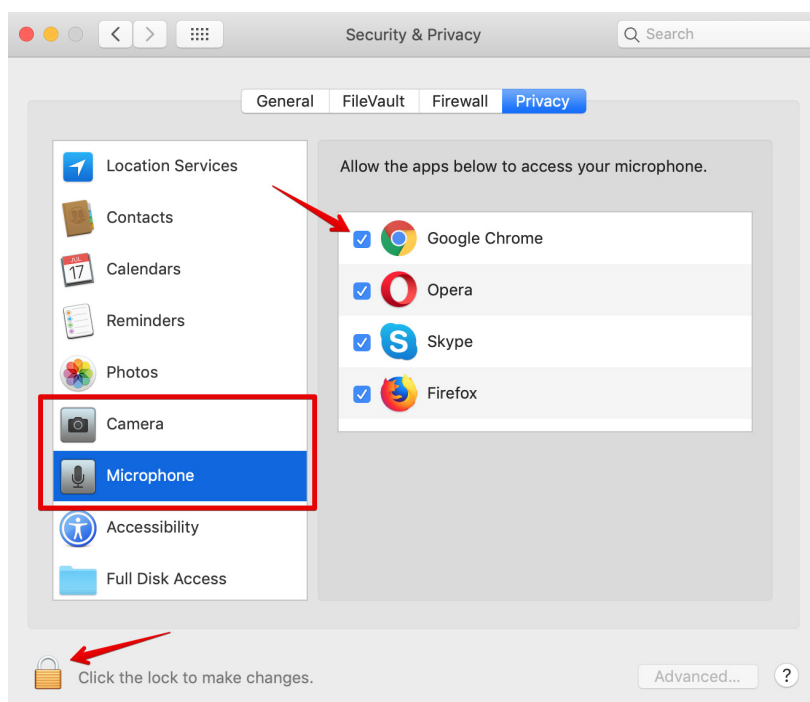 Security & Privacy
Search
General
FileVault
Firewall
Privacy
Location Services
Contacts
JUL
17
Calendars
Reminders
Photos
Camera
Microphone
Accessibility
Full Disk Access
Allow the apps below to access your microphone.
Google Chrome
Opera
S
Skype
Firefox
Click the lock to make changes.
Advanced...
?